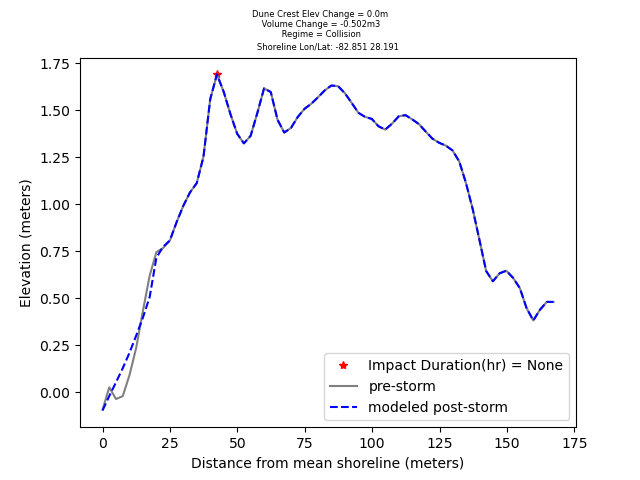 Dune Crest Elev Change = 0.0m
Volume Change = -0.502m3
Regime = Collision
Shoreline Lon/Lat: -82.851 28.191
1.75
1.50
1.25
1.00
0.75
0.50
0.25
0.00
Elevation (meters)
Impact Duration(hr) = None
pre-storm
modeled post-storm
0 25 50 75 100 125 150 175
Distance from mean shoreline (meters)